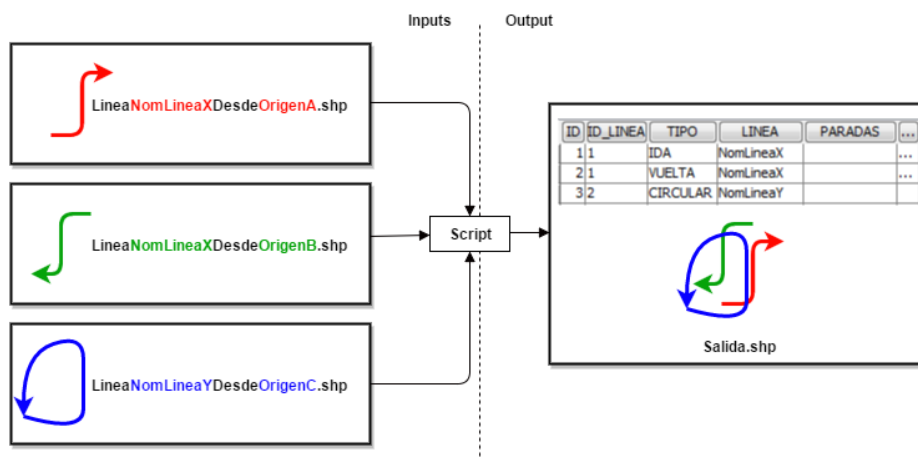 Inputs Output
LineaNomLineaXDesdeOrigenA.shp
LineaNomLineaXDesdeOrigenB.shp
LineaNomLineaYDesdeOrigenC.shp
Script
ID ID_LINEA TIPO LINEA PARADAS ...
1 1 IDA NomLineaX ...
2 1 VUELTA NomLineaX ...
3 2 CIRCULAR NomLineaY
Salida.shp